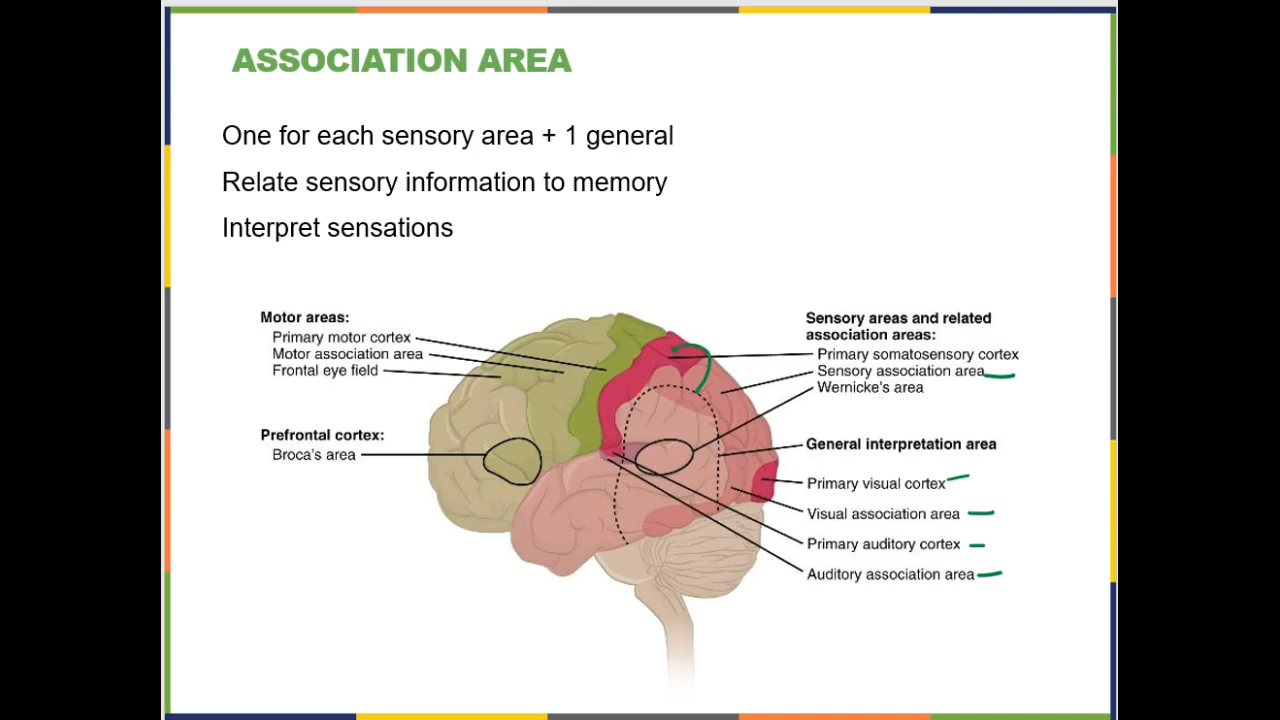 ASSOCIATION AREA
One for each sensory area + 1 general
Relate sensory information to memory
Interpret sensations
Motor areas:
Primary motor cortex
Motor association area
Frontal eye field
Prefrontal cortex:
Broca's area
Sensory areas and related
association areas:
Primary somatosensory cortex
Sensory association area
Wernicke's area
General interpretation area
Primary visual cortex
Visual association area
Primary auditory cortex
Auditory association area